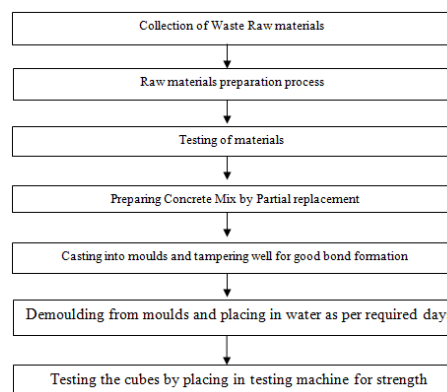 Collection of Waste Raw materials
Raw materials preparation process
Testing of materials
Preparing Concrete Mix by Partial replacement
Casting into moulds and tampering well for good bond formation
Demoulding from moulds and placing in water as per required day
Testing the cubes by placing in testing machine for strength